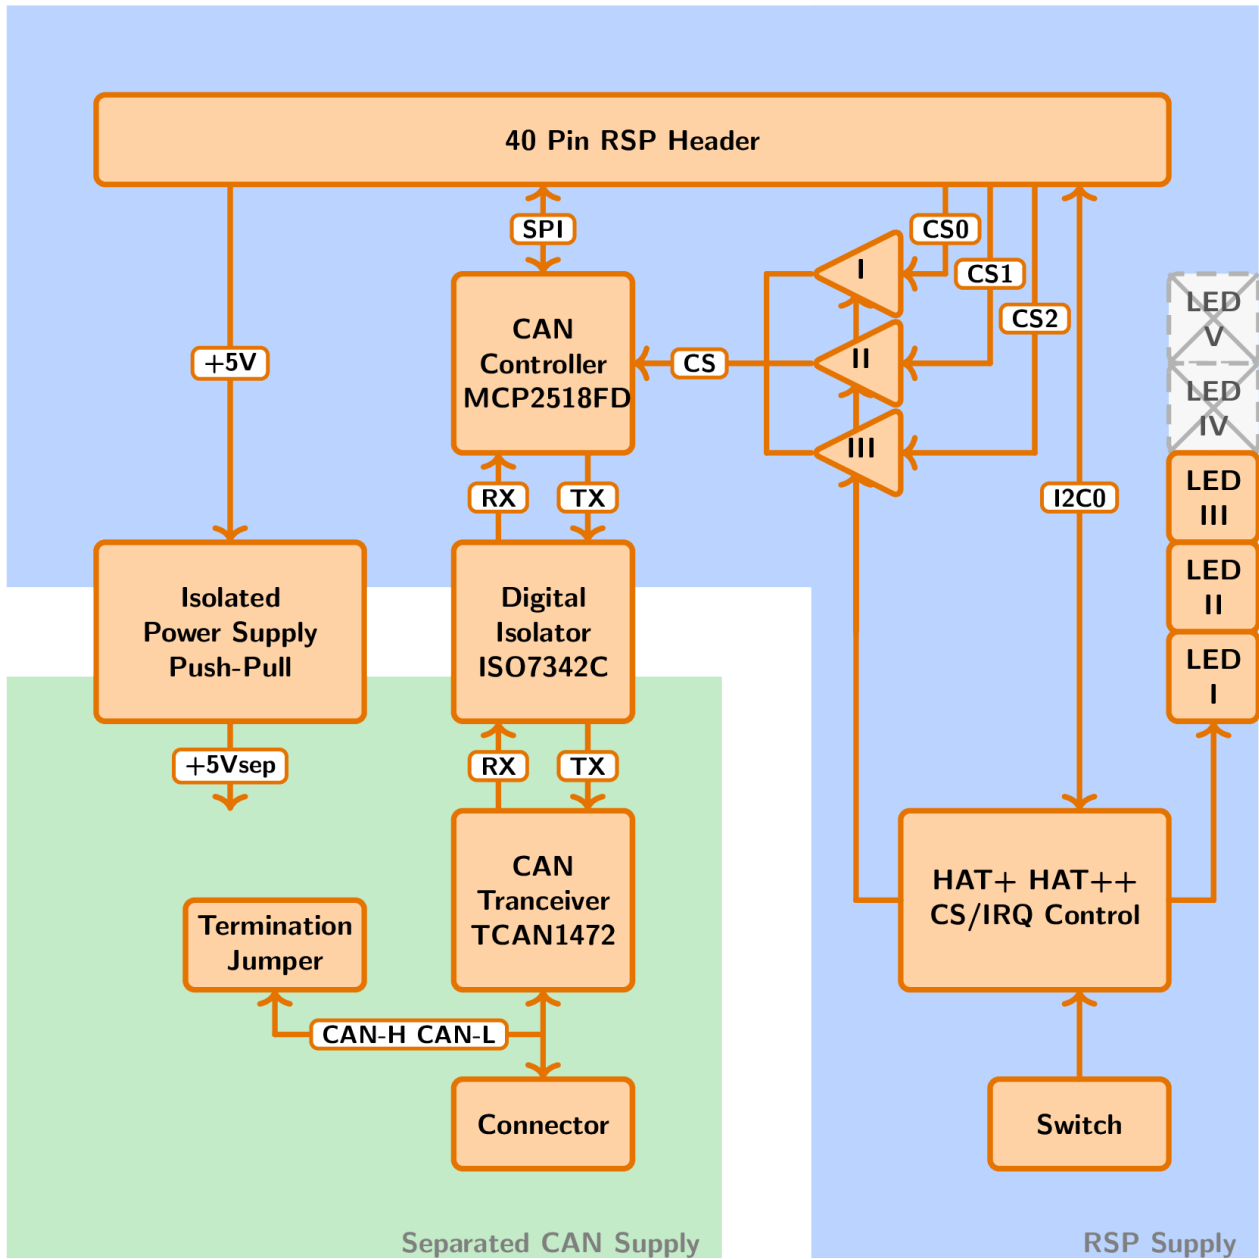 40 Pin RSP Header
SPI
CS0
CS1
CS2
I
II
III
CS
+5V
CAN
Controller
MCP2518FD
LED
V
LED
IV
LED
III
LED
II
LED
I
RX
TX
I2C0
Isolated
Power Supply
Push-Pull
Digital
Isolator
ISO7342C
+5Vsep
RX
TX
CAN
Tranceiver
TCAN1472
HAT+ HAT++
CS/IRQ Control
Termination
Jumper
CAN-H CAN-L
Connector
Switch
Separated CAN Supply
RSP Supply